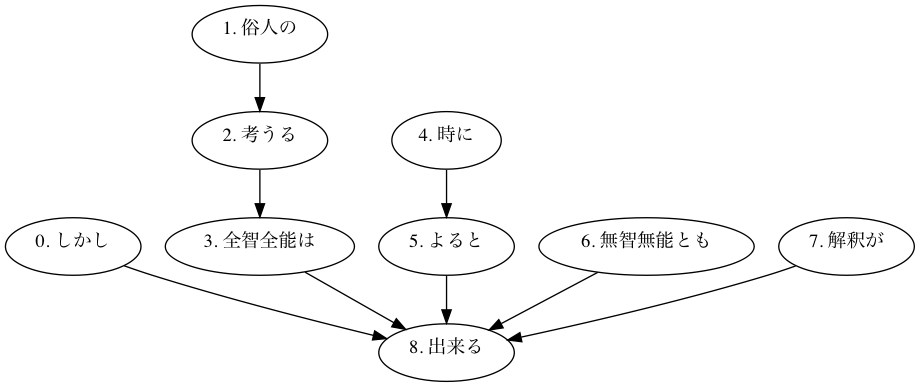 1. 俗人の
2. 考うる
4. 時に
0. しかし
3. 全智全能は
5. よると
6. 無智無能とも
7. 解釈が
8. 出来る